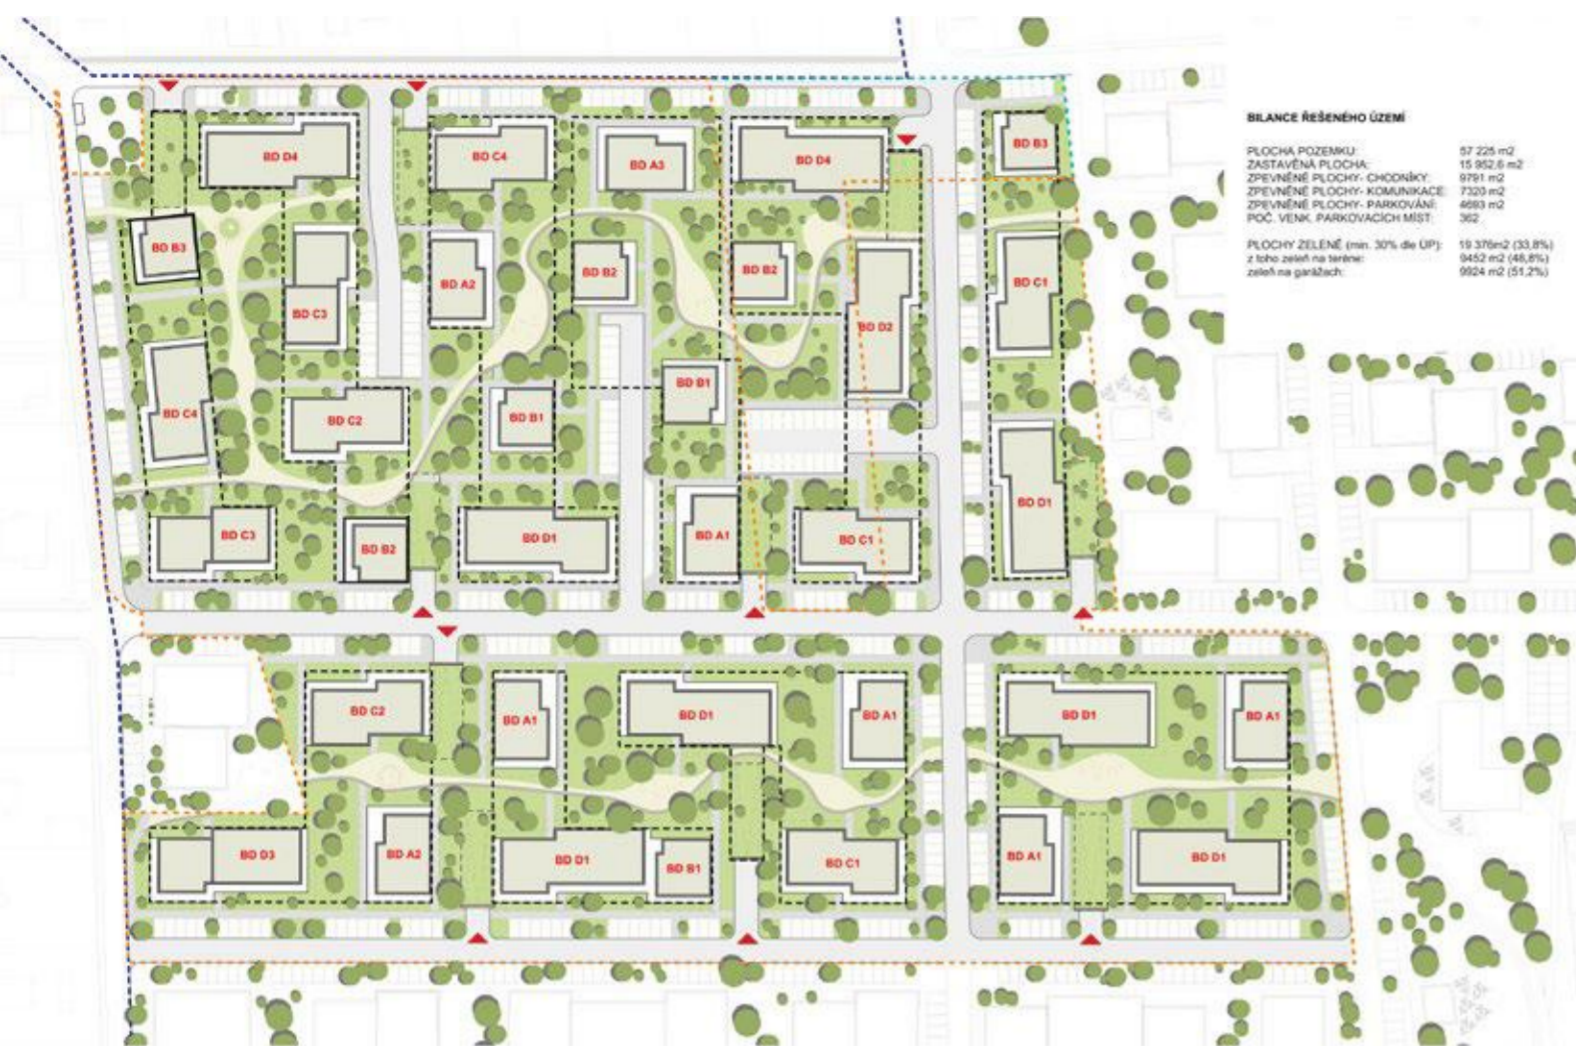 BILANCE ŘEŠENÉHO ÚZEMÍ
PLOCHA POZEMKU: 57 225 m2
ZASTAVĚNÁ PLOCHA: 15 952,6 m2
ZPEVNĚNÉ PLOCHY- CHODNÍKY: 9791 m2
ZPEVNĚNÉ PLOCHY- KOMUNIKACE: 7320 m2
ZPEVNĚNÉ PLOCHY- PARKOVÁNÍ: 4693 m2
POČ. VENK. PARKOVACÍCH MÍST: 362
PLOCHY ZELENĚ (min. 30% dle ÚP): 19 376m2 (33,8%)
z toho zeleň na teréne: 9452 m2 (48,8%)
zeleň na garážach: 9924 m2 (51,2%)
BD D4
BD C4
BD A3
BD D4
BD B3
BD B3
BD C3
BD A2
BD B2
BD B2
BD D2
BD C1
BD C4
BD C2
BD B1
BD B1
BD D1
BD C3
BD B2
BD D1
BD A1
BD C1
BD C2
BD A1
BD D1
BD A1
BD D1
BD A1
BD D3
BD A2
BD D1
BD B1
BD C1
BD A1
BD D1